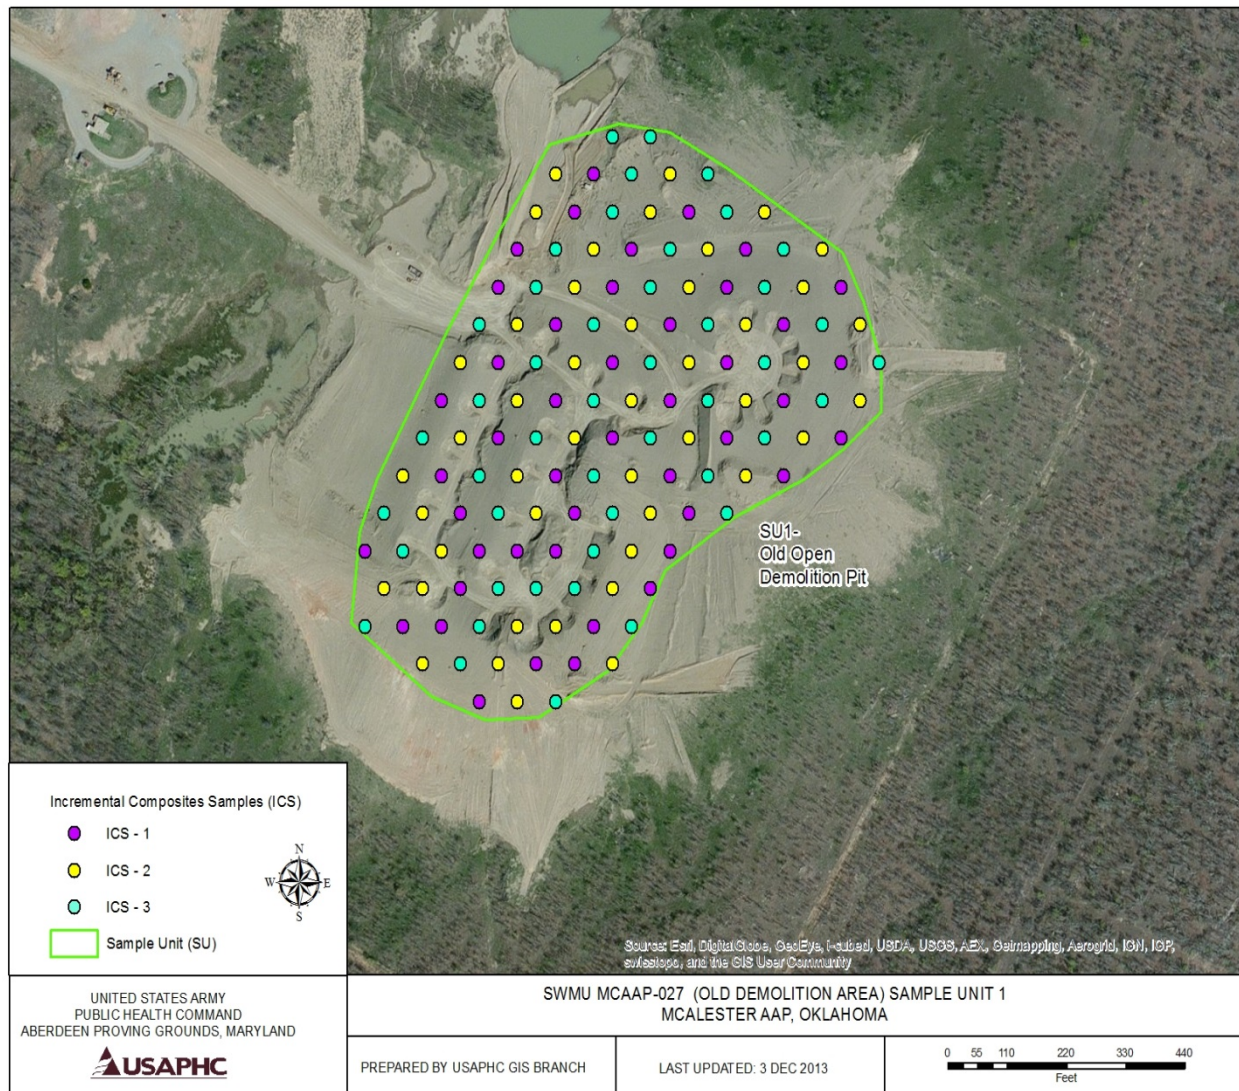 SU1-
Old Open
Demolition Pit
Incremental Composites Samples (ICS)
ICS - 1
ICS - 2
ICS - 3
Sample Unit (SU)
N
W E
S
Source: Esri, DigitalGlobe, GeoEye, i-cubed, USDA, USGS, AEX, Getmapping, Aerogrid, IGN, IGP,
swisstopo, and the GIS User Community
UNITED STATES ARMY
PUBLIC HEALTH COMMAND
ABERDEEN PROVING GROUNDS, MARYLAND
USAPHC
SWMU MCAAP-027 (OLD DEMOLITION AREA) SAMPLE UNIT 1
MCALESTER AAP, OKLAHOMA
PREPARED BY USAPHC GIS BRANCH
LAST UPDATED: 3 DEC 2013
0 55 110 220 330 440
Feet